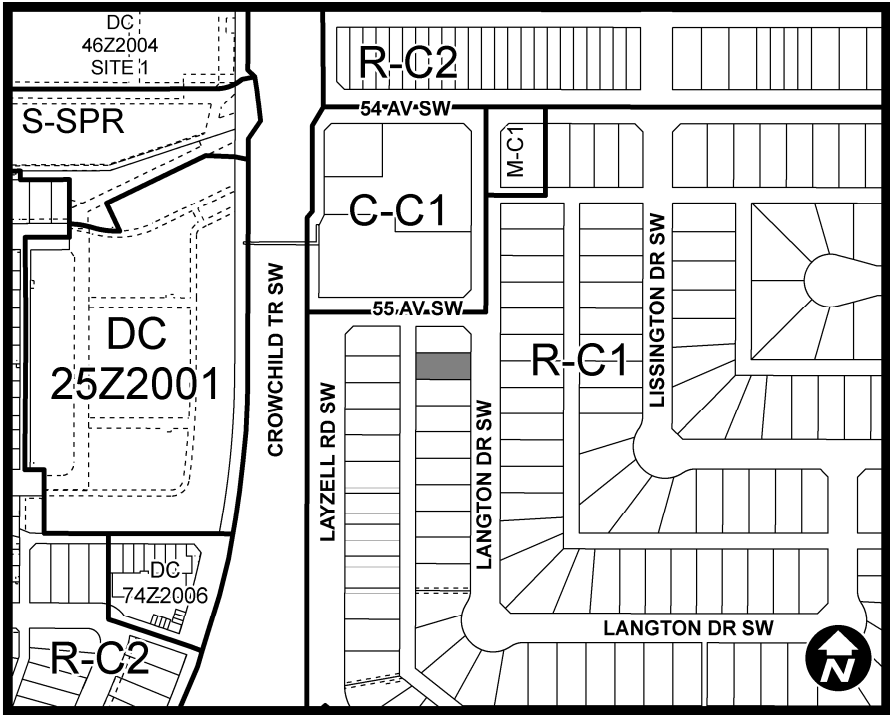 DC
46Z2004
SITE 1
R-C2
S-SPR
54 AV SW
M-C1
C-C1
CROWCHILD TR SW
LISSINGTON DR SW
55 AV SW
DC
25Z2001
R-C1
LAYZELL RD SW
LANGTON DR SW
DC
74Z2006
LANGTON DR SW
R-C2
N